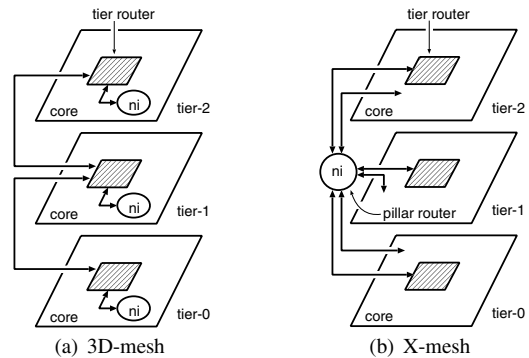 tier router
core
ni
tier-2
core
ni
tier-1
core
ni
tier-0
(a) 3D-mesh
tier router
core
tier-2
ni
tier-1
pillar router
core
tier-0
(b) X-mesh